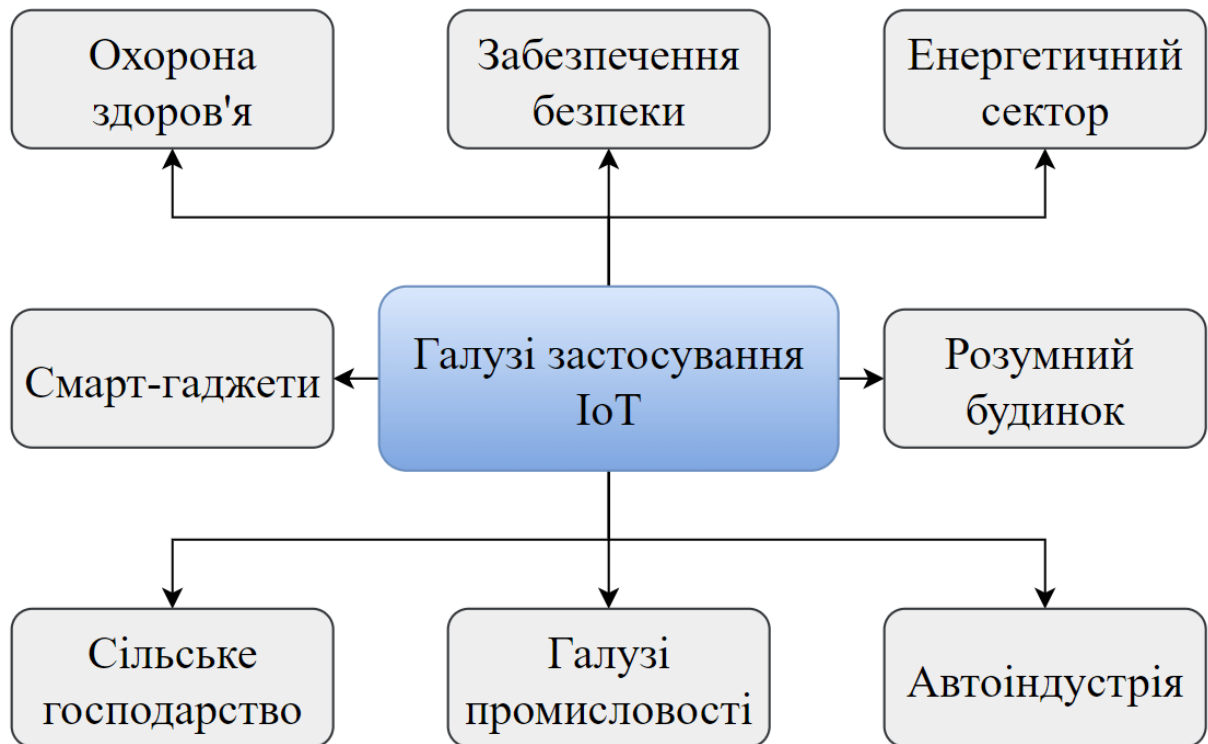 Охорона
здоров'я
Забезпечення
безпеки
Енергетичний
сектор
Смарт-гаджети
Галузі застосування
IoT
Розумний
будинок
Сільське
господарство
Галузі
промисловості
Автоіндустрія